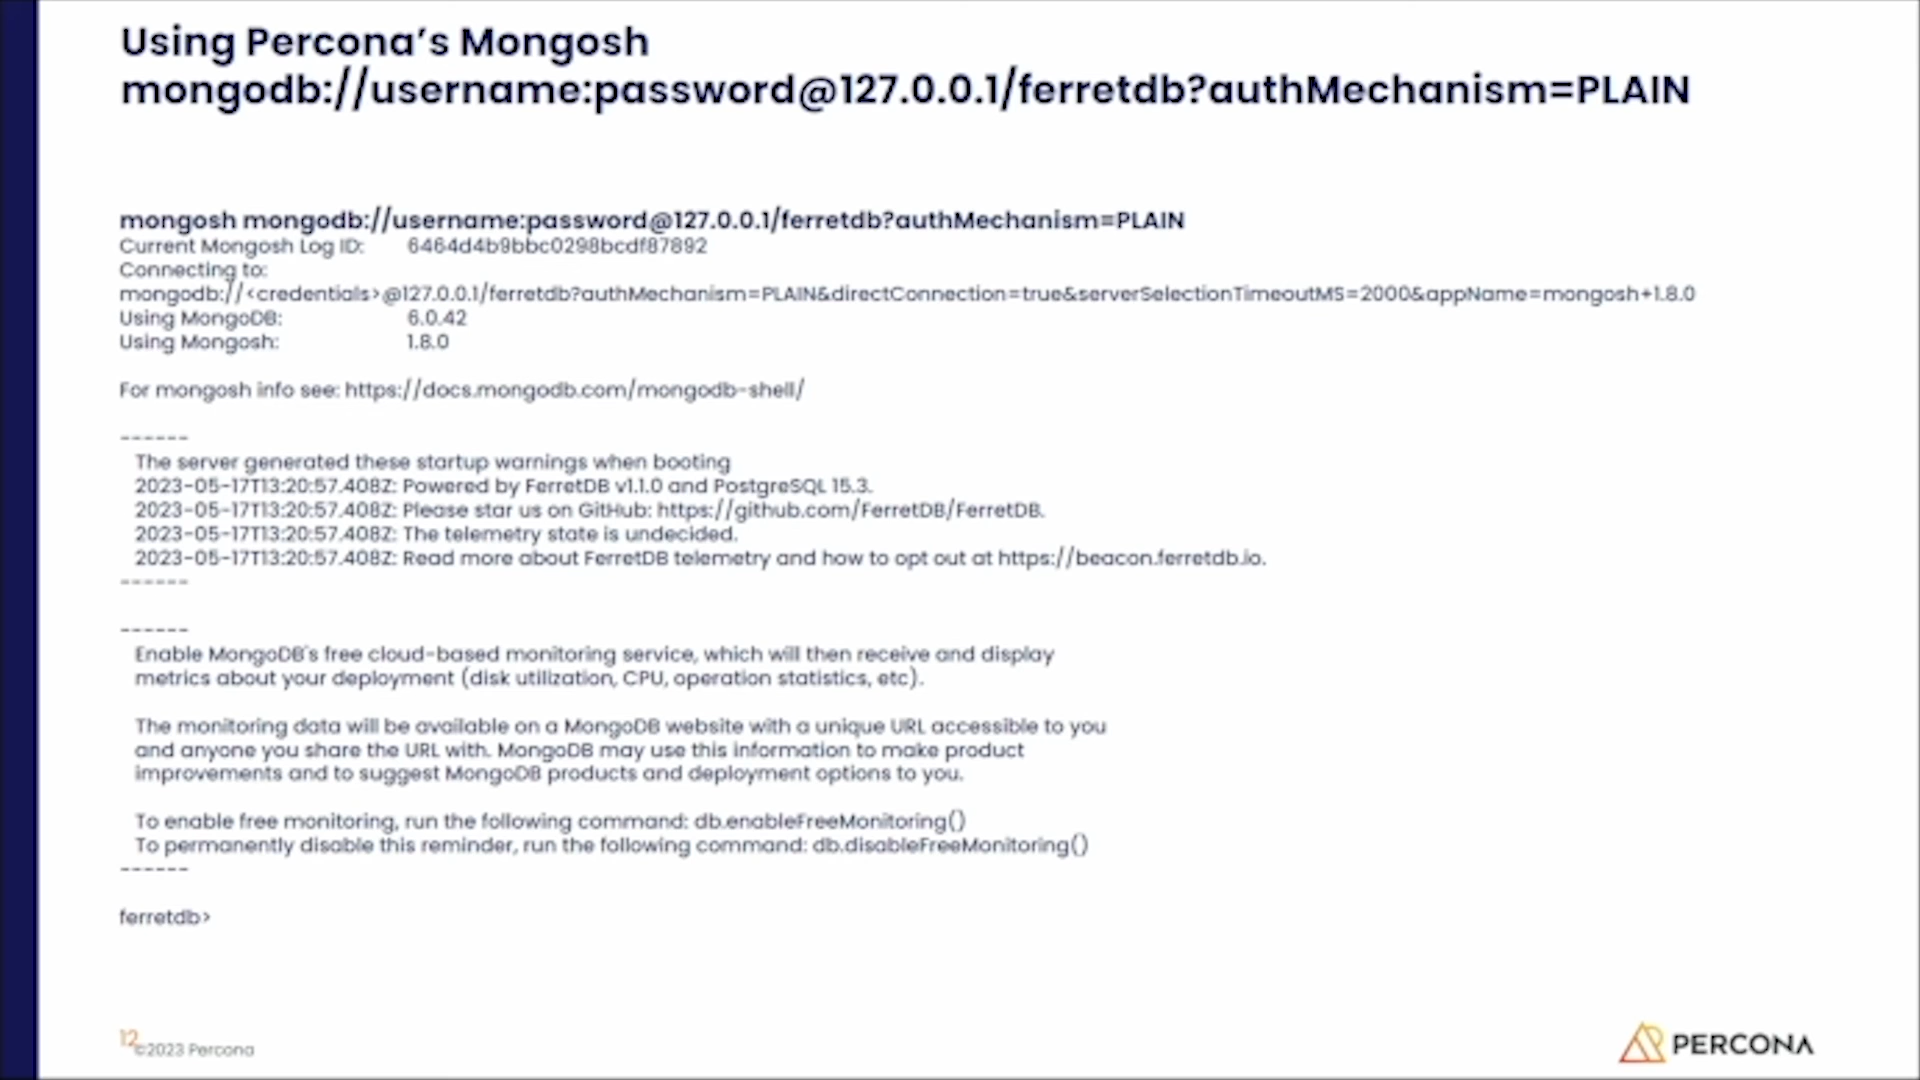 Using Percona's Mongosh
mongodb://username:password@127.0.0.1/ferretdb?authMechanism=PLAIN
mongosh mongodb://username:password@127.0.0.1/ferretdb?authMechanism=PLAIN
Current Mongosh Log ID: 6464d4b9bbc0298bcdf87892
Connecting to:
mongodb://<credentials>@127.0.0.1/ferretdb?authMechanism=PLAIN&directConnection=true&serverSelectionTimeoutMS=2000&appName=mongosh+1.8.0
Using MongoDB: 6.0.42
Using Mongosh: 1.8.0
For mongosh info see: https://docs.mongodb.com/mongodb-shell/
------
The server generated these startup warnings when booting
2023-05-17T13:20:57.408Z: Powered by FerretDB v1.1.0 and PostgreSQL 15.3.
2023-05-17T13:20:57.408Z: Please star us on GitHub: https://github.com/FerretDB/FerretDB.
2023-05-17T13:20:57.408Z: The telemetry state is undecided.
2023-05-17T13:20:57.408Z: Read more about FerretDB telemetry and how to opt out at https://beacon.ferretdb.io.
------
------
Enable MongoDB's free cloud-based monitoring service, which will then receive and display
metrics about your deployment (disk utilization, CPU, operation statistics, etc).
The monitoring data will be available on a MongoDB website with a unique URL accessible to you
and anyone you share the URL with. MongoDB may use this information to make product
improvements and to suggest MongoDB products and deployment options to you.
To enable free monitoring, run the following command: db.enableFreeMonitoring()
To permanently disable this reminder, run the following command: db.disableFreeMonitoring()
------
ferretdb>
12
©2023 Percona
PERCONA